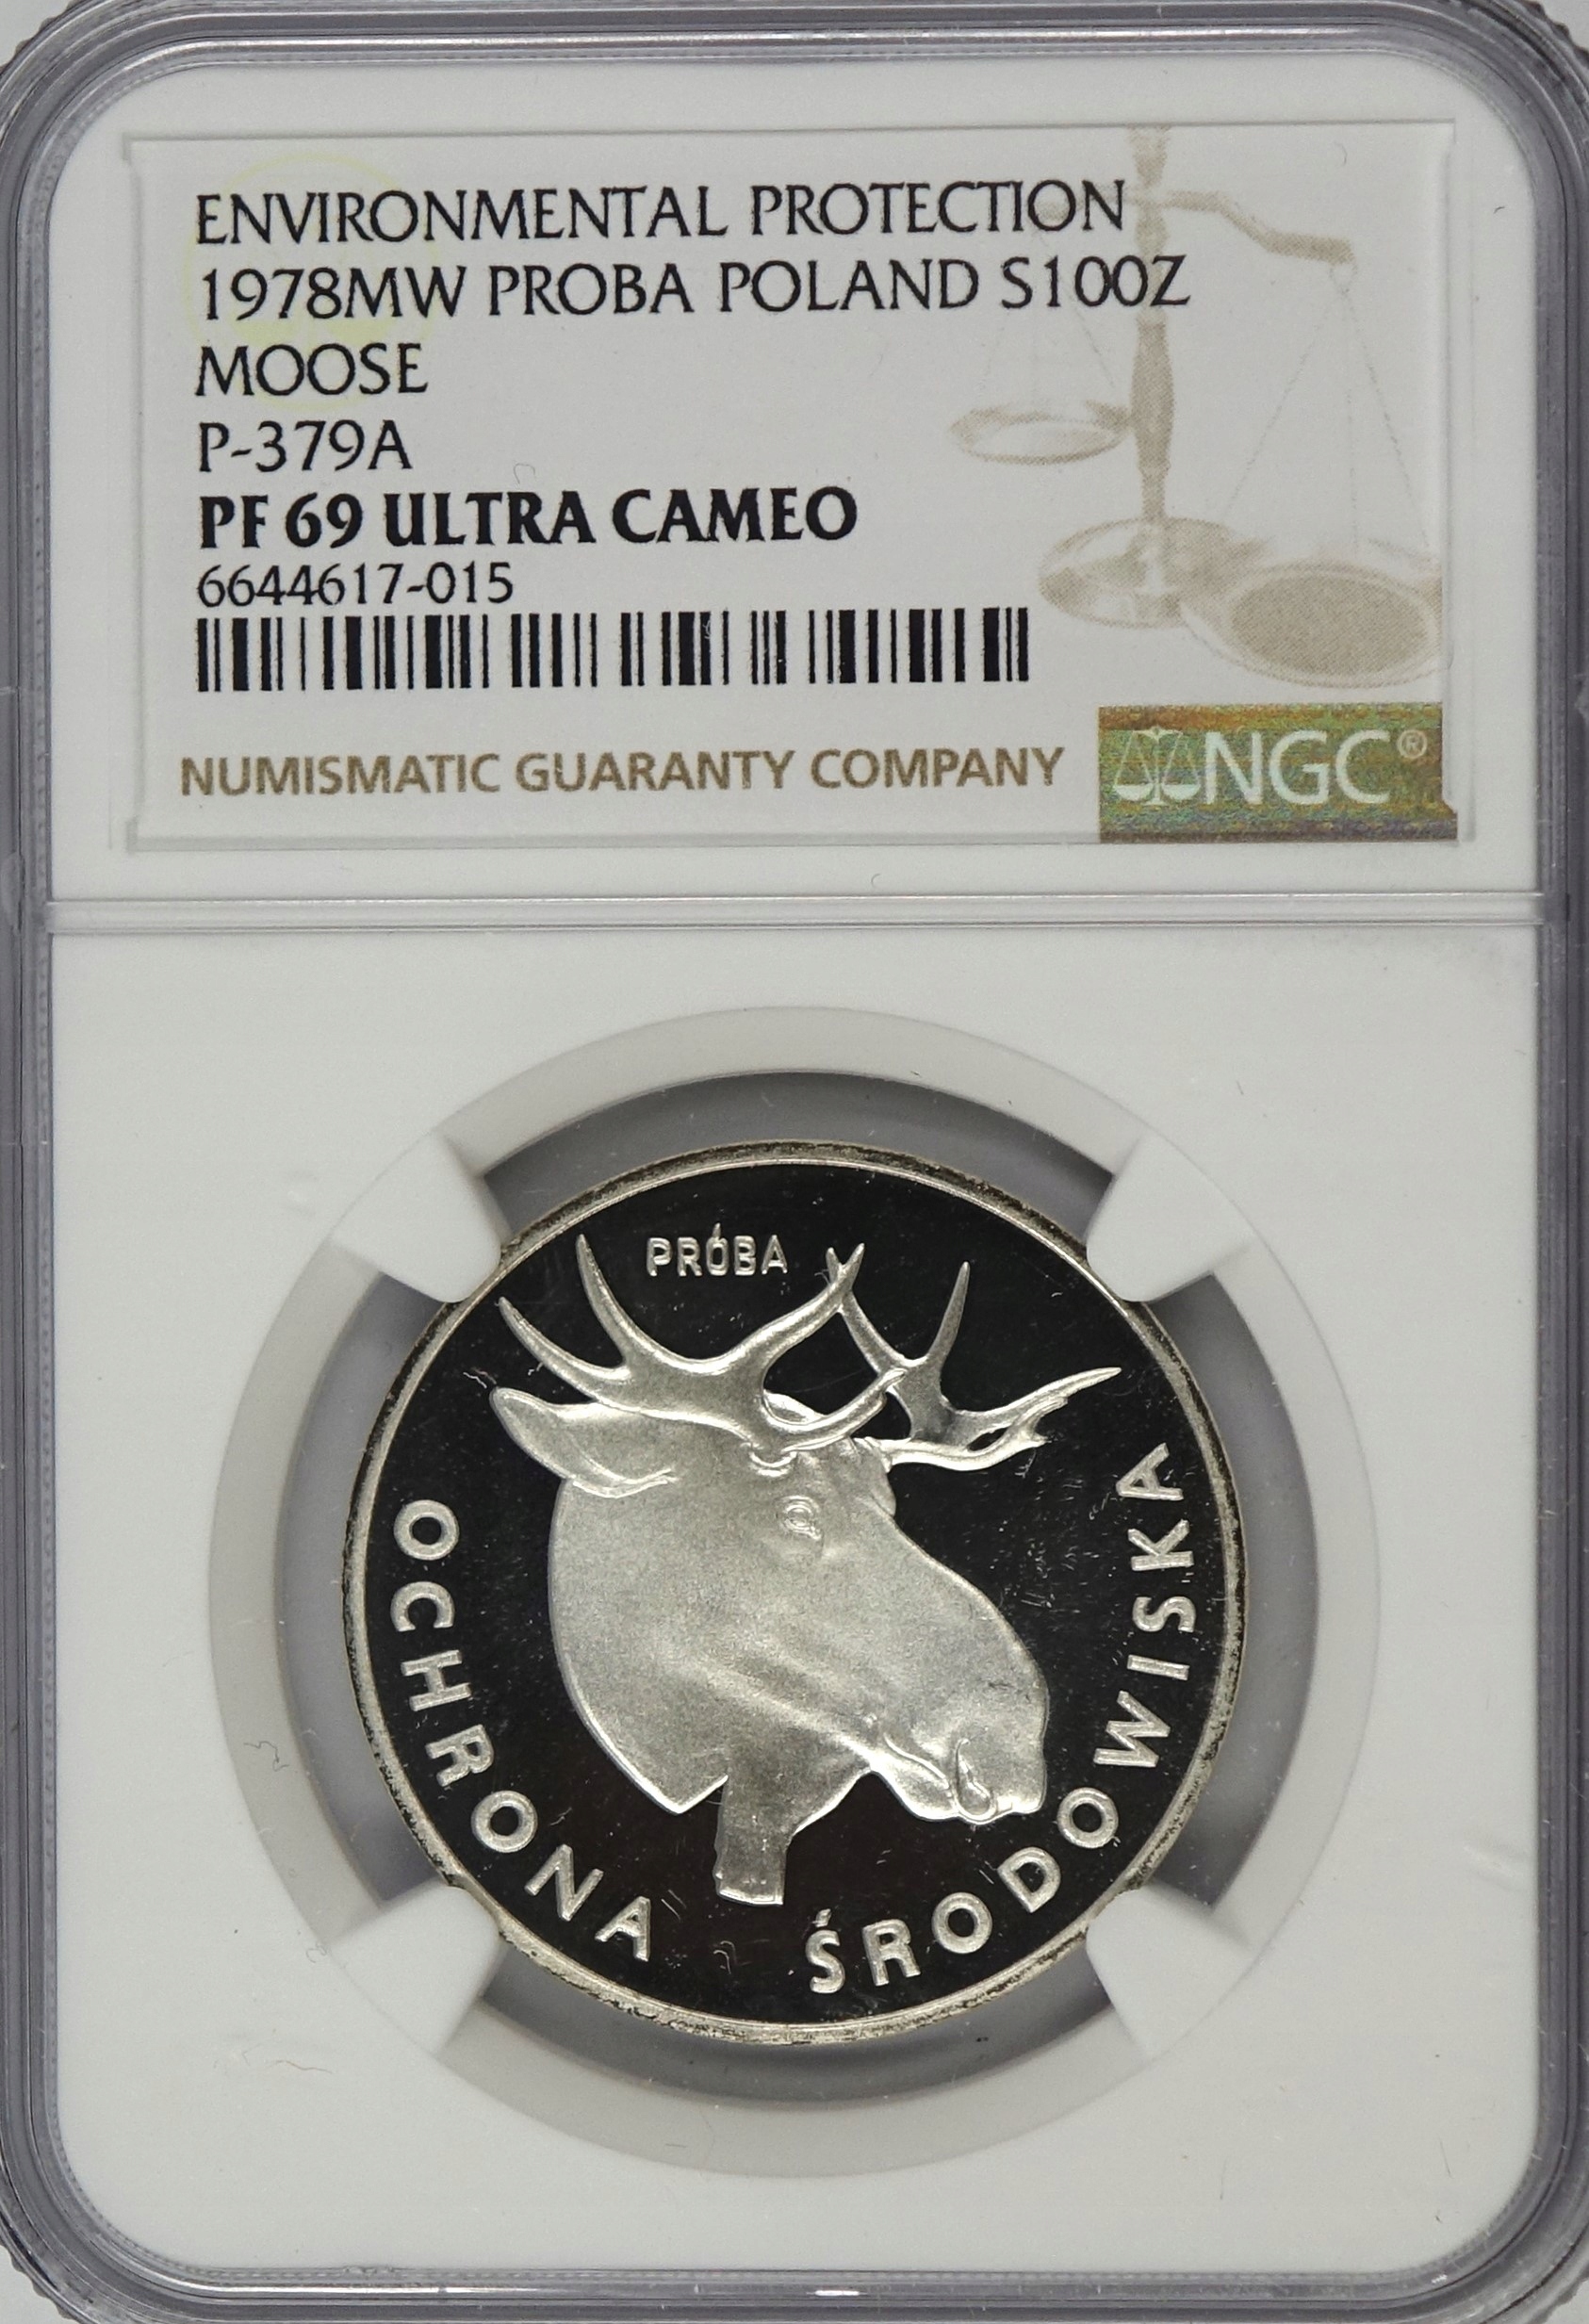 ENVIRONMENTAL PROTECTION
1978MW PROBA POLAND S100Z
MOOSE
P-379A
PF 69 ULTRA CAMEO
6644617-015
NUMISMATIC GUARANTY COMPANY
NGC®
PRÓBA
OCHRONA ŚRODOWISKA